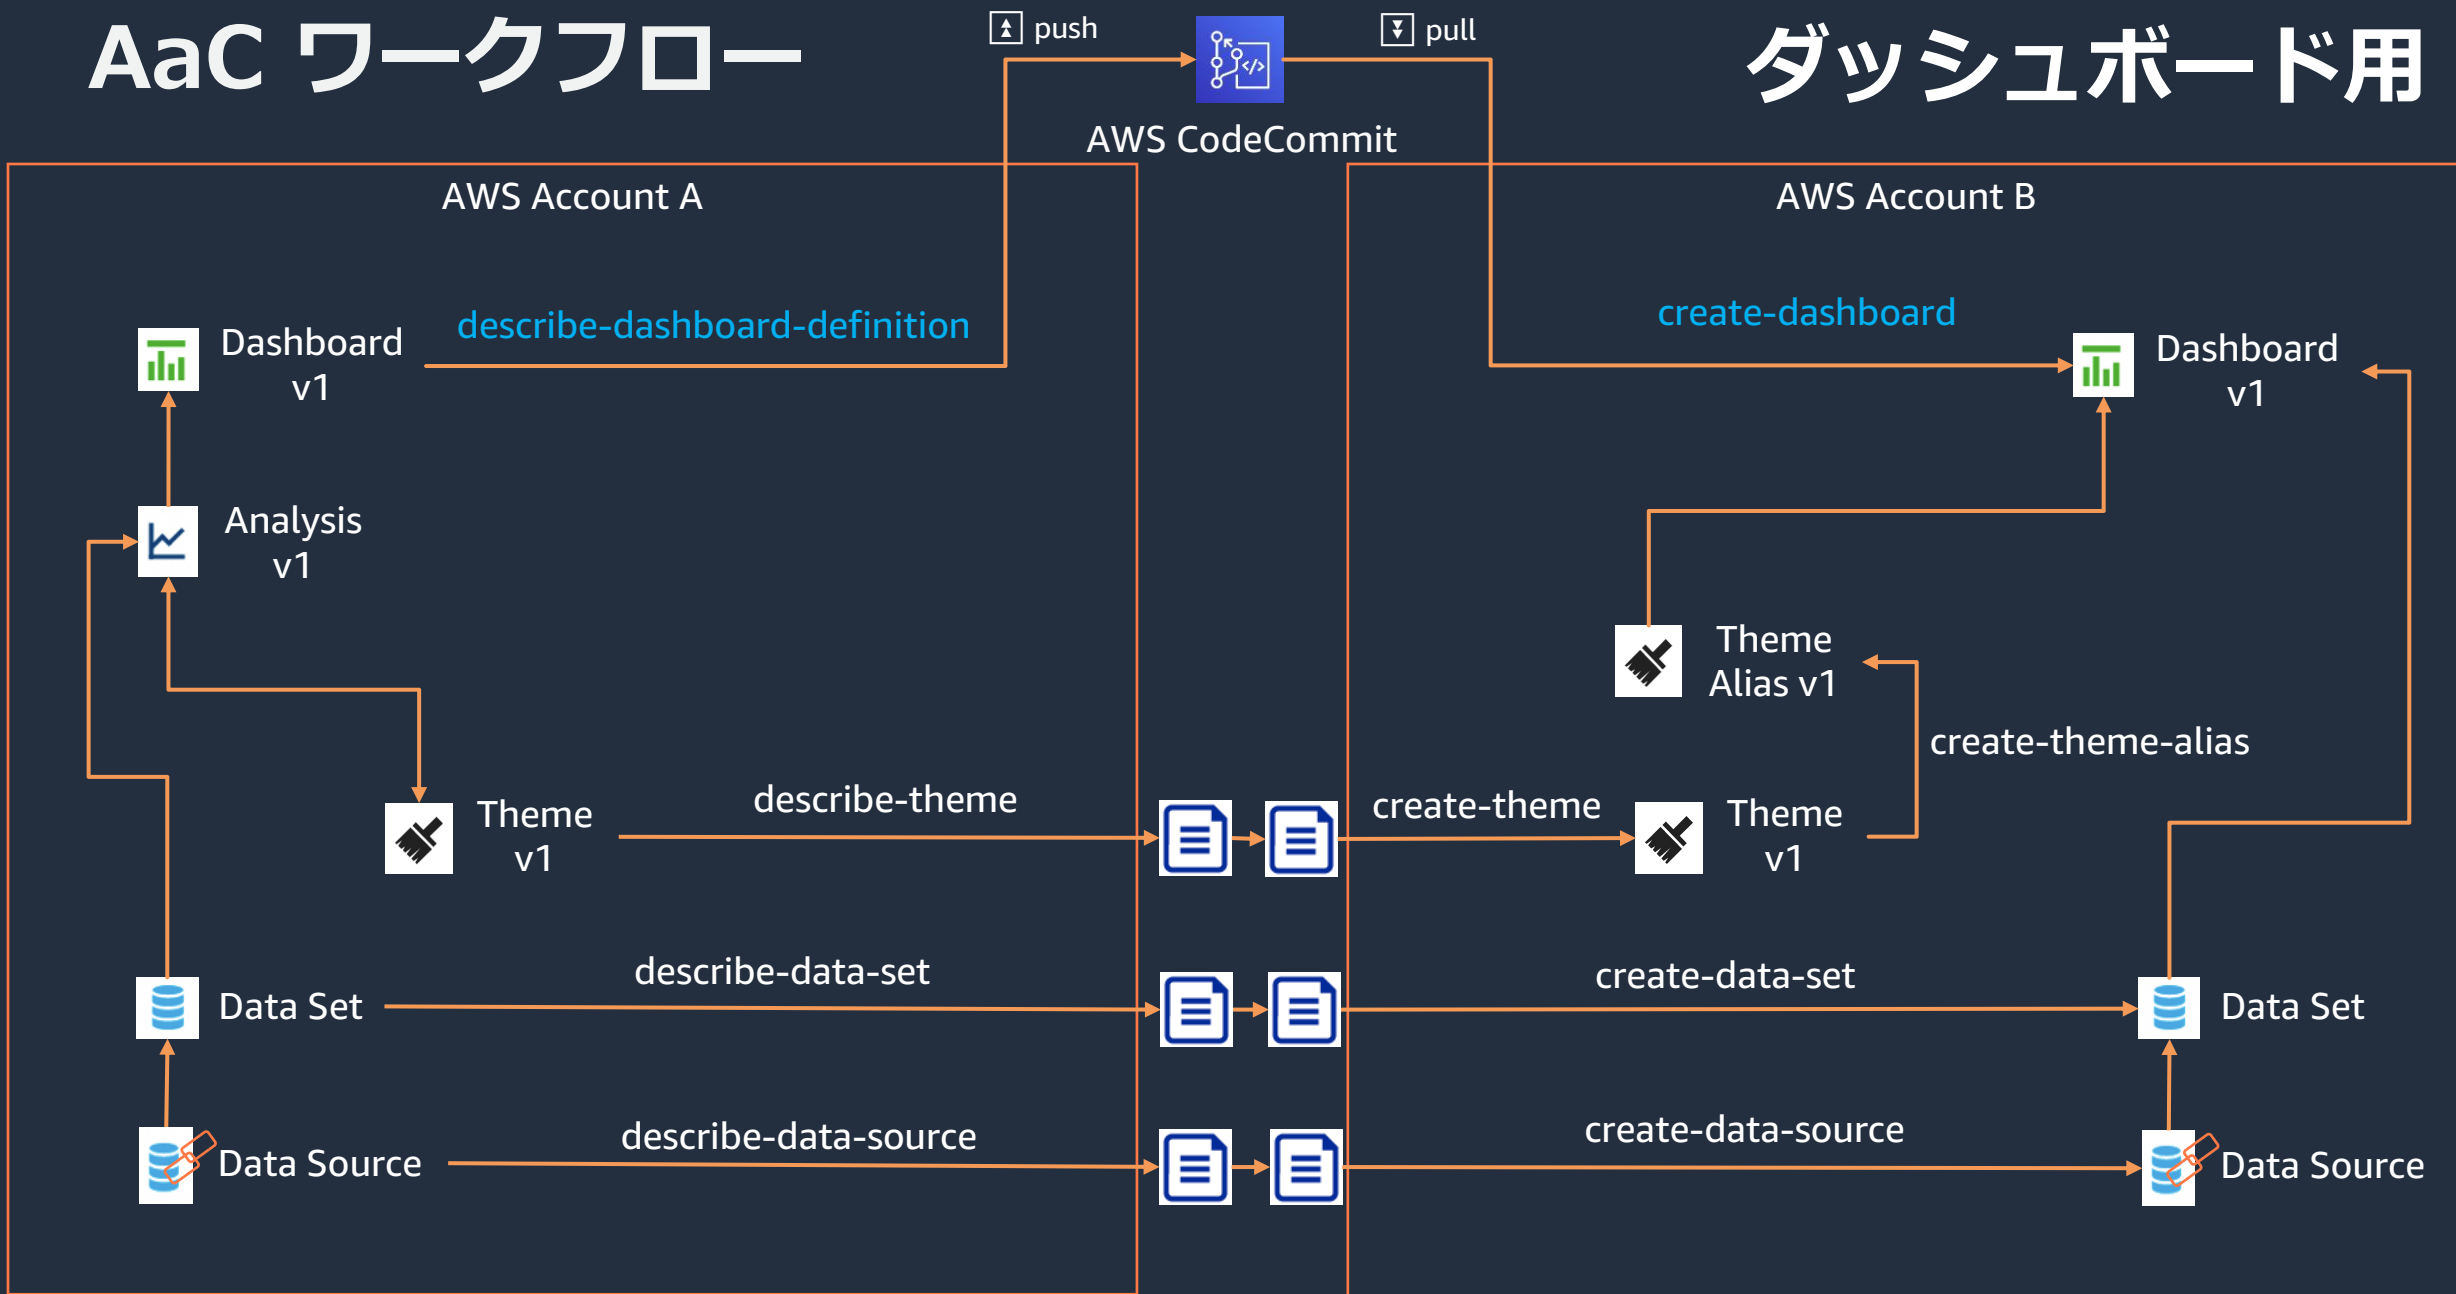 AaC ワークフロー
push
pull
ダッシュボード用
AWS CodeCommit
AWS Account A
AWS Account B
Dashboard
v1
describe-dashboard-definition
create-dashboard
Dashboard
v1
Analysis
v1
Theme
Alias v1
create-theme-alias
Theme
v1
describe-theme
create-theme
Theme
v1
Data Set
describe-data-set
create-data-set
Data Set
Data Source
describe-data-source
create-data-source
Data Source